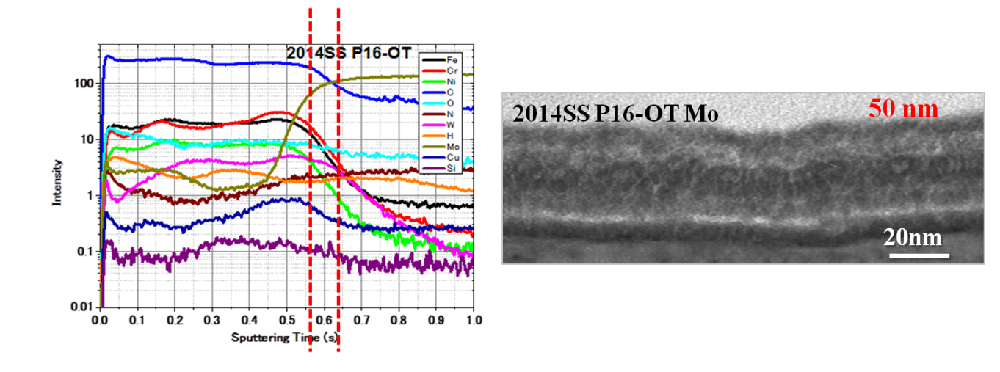 2014SS P16-OT
Fe
Cr
Ni
C
O
N
W
H
Mo
Cu
Si
100
10
1
0.1
0.01
Intensity
0.0 0.1 0.2 0.3 0.4 0.5 0.6 0.7 0.8 0.9 1.0
Sputtering Time (s)
2014SS P16-OT Mo
50 nm
20nm